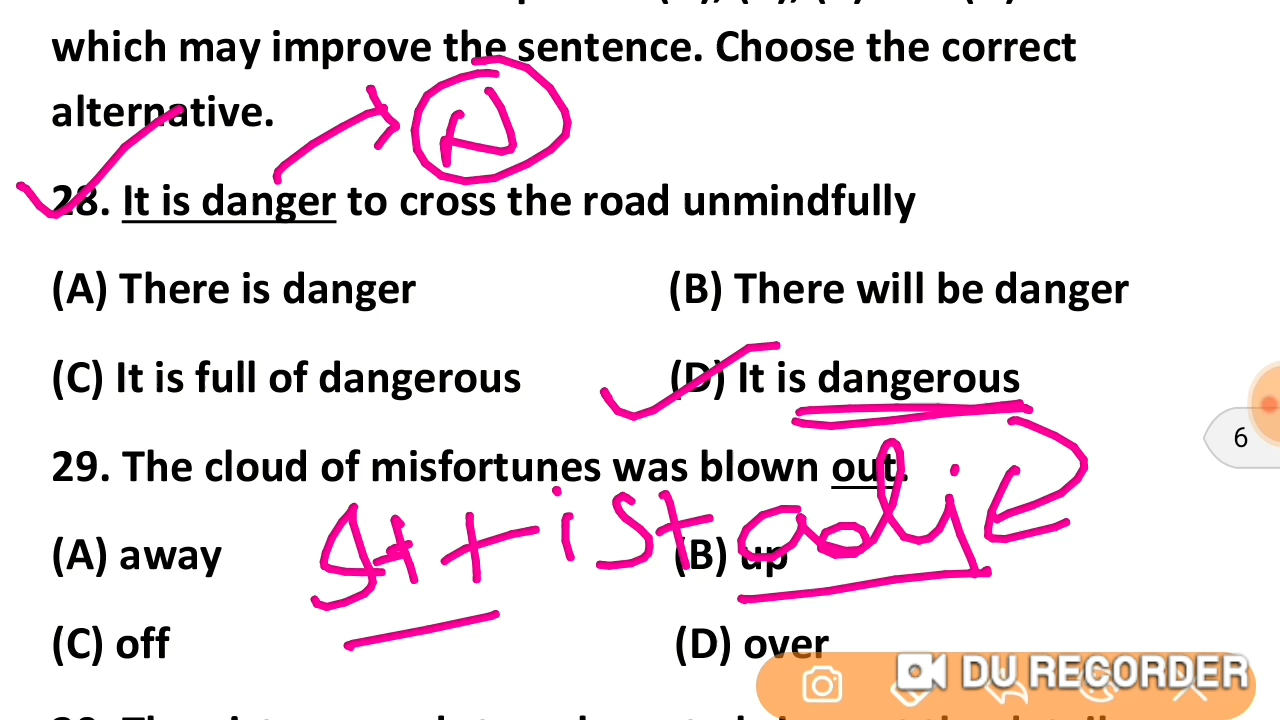 which may improve the sentence. Choose the correct
alternative.
N
28. It is danger to cross the road unmindfully
(A) There is danger (B) There will be danger
(C) It is full of dangerous (D) It is dangerous
6
29. The cloud of misfortunes was blown out.
It + is + adj
(A) away (B) up
(C) off (D) over
DU RECORDER